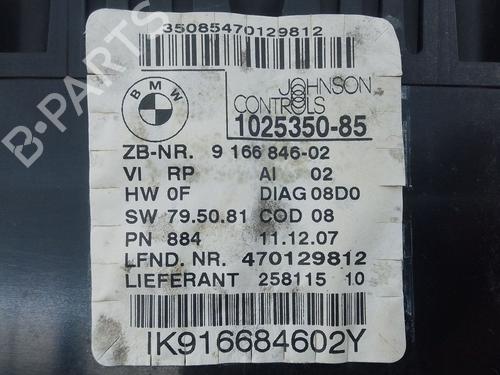 35085470129812
BMW
JOHNSON
CONTROLS
1025350-85
ZB-NR. 9 166 846-02
VI RP AI 02
HW 0F DIAG 08D0
SW 79.50.81 COD 08
PN 884 11.12.07
LFND. NR. 470129812
LIEFERANT 258115 10
IK916684602Y
B-PARTS